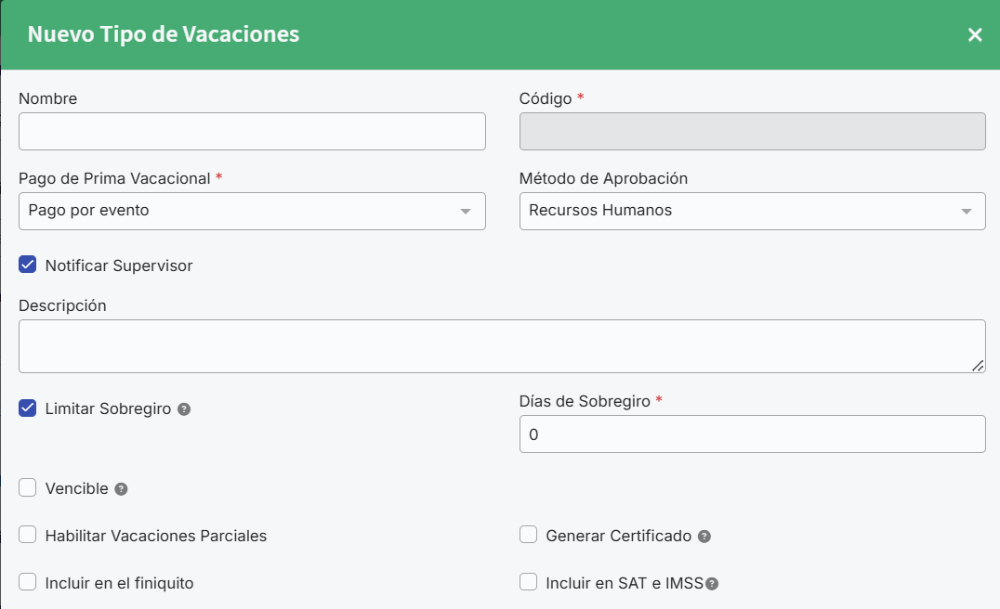 Nuevo Tipo de Vacaciones
Nombre
Código *
Pago de Prima Vacacional *
Método de Aprobación
Pago por evento
Recursos Humanos
Notificar Supervisor
Descripción
Limitar Sobregiro ?
Días de Sobregiro *
0
Vencible ?
Habilitar Vacaciones Parciales
Generar Certificado ?
Incluir en el finiquito
Incluir en SAT e IMSS ?